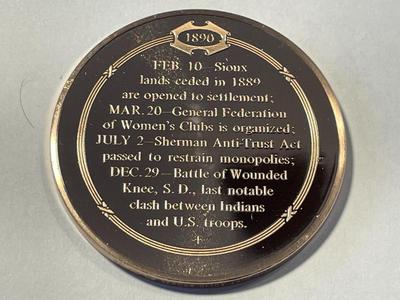 1890
FEB. 10—Sioux
lands ceded in 1889
are opened to settlement;
MAR. 20—General Federation
of Women's Clubs is organized;
JULY 2—Sherman Anti-Trust Act
passed to restrain monopolies;
DEC. 29—Battle of Wounded
Knee, S. D., last notable
clash between Indians
and U.S. troops.